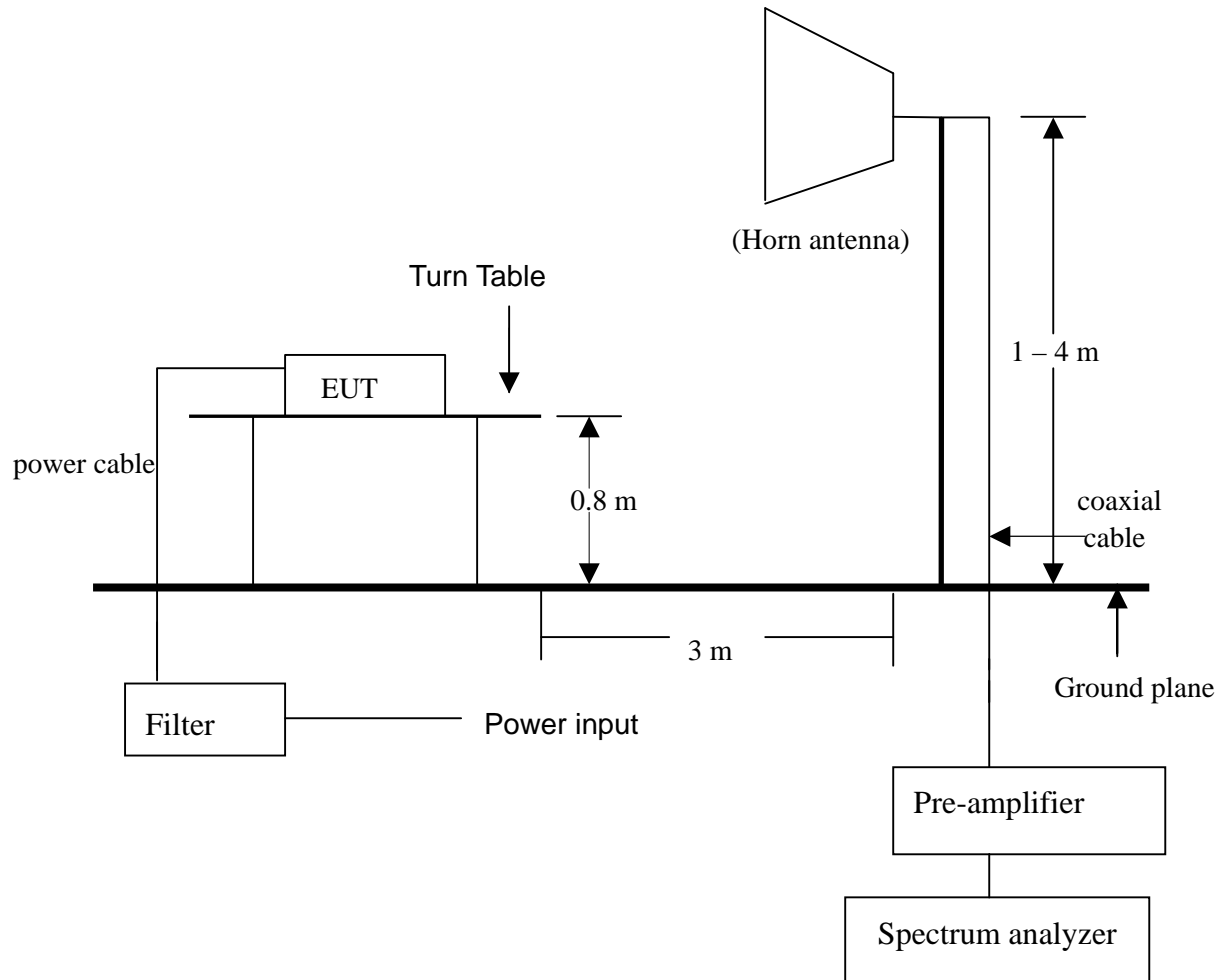 (Horn antenna)
Turn Table
1 – 4 m
EUT
power cable
0.8 m
coaxial
cable
3 m
Ground plane
Filter
Power input
Pre-amplifier
Spectrum analyzer